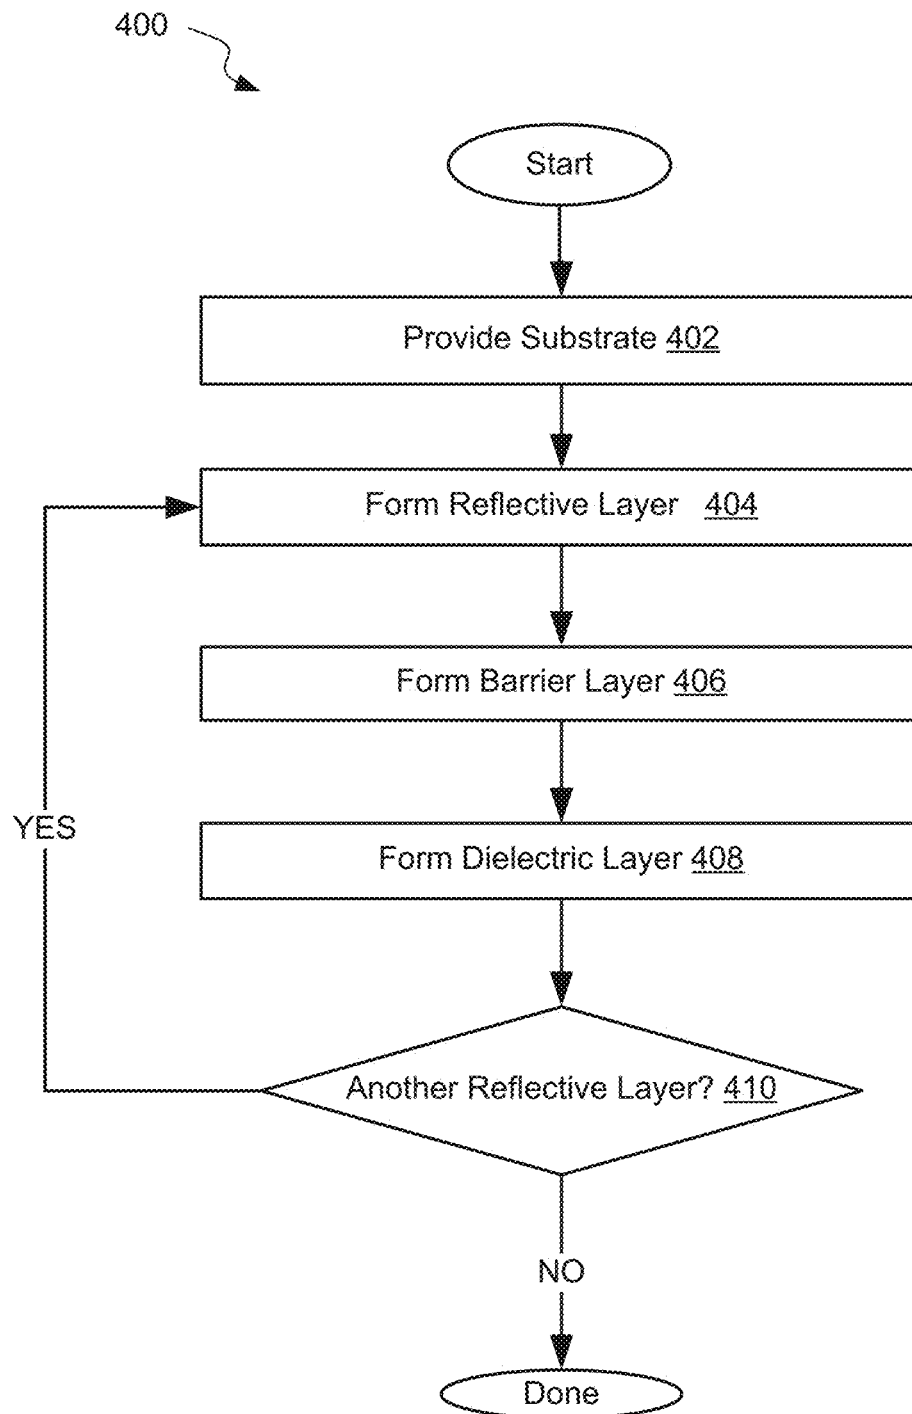 400
Start
Provide Substrate 402
Form Reflective Layer 404
Form Barrier Layer 406
YES
Form Dielectric Layer 408
Another Reflective Layer? 410
NO
Done